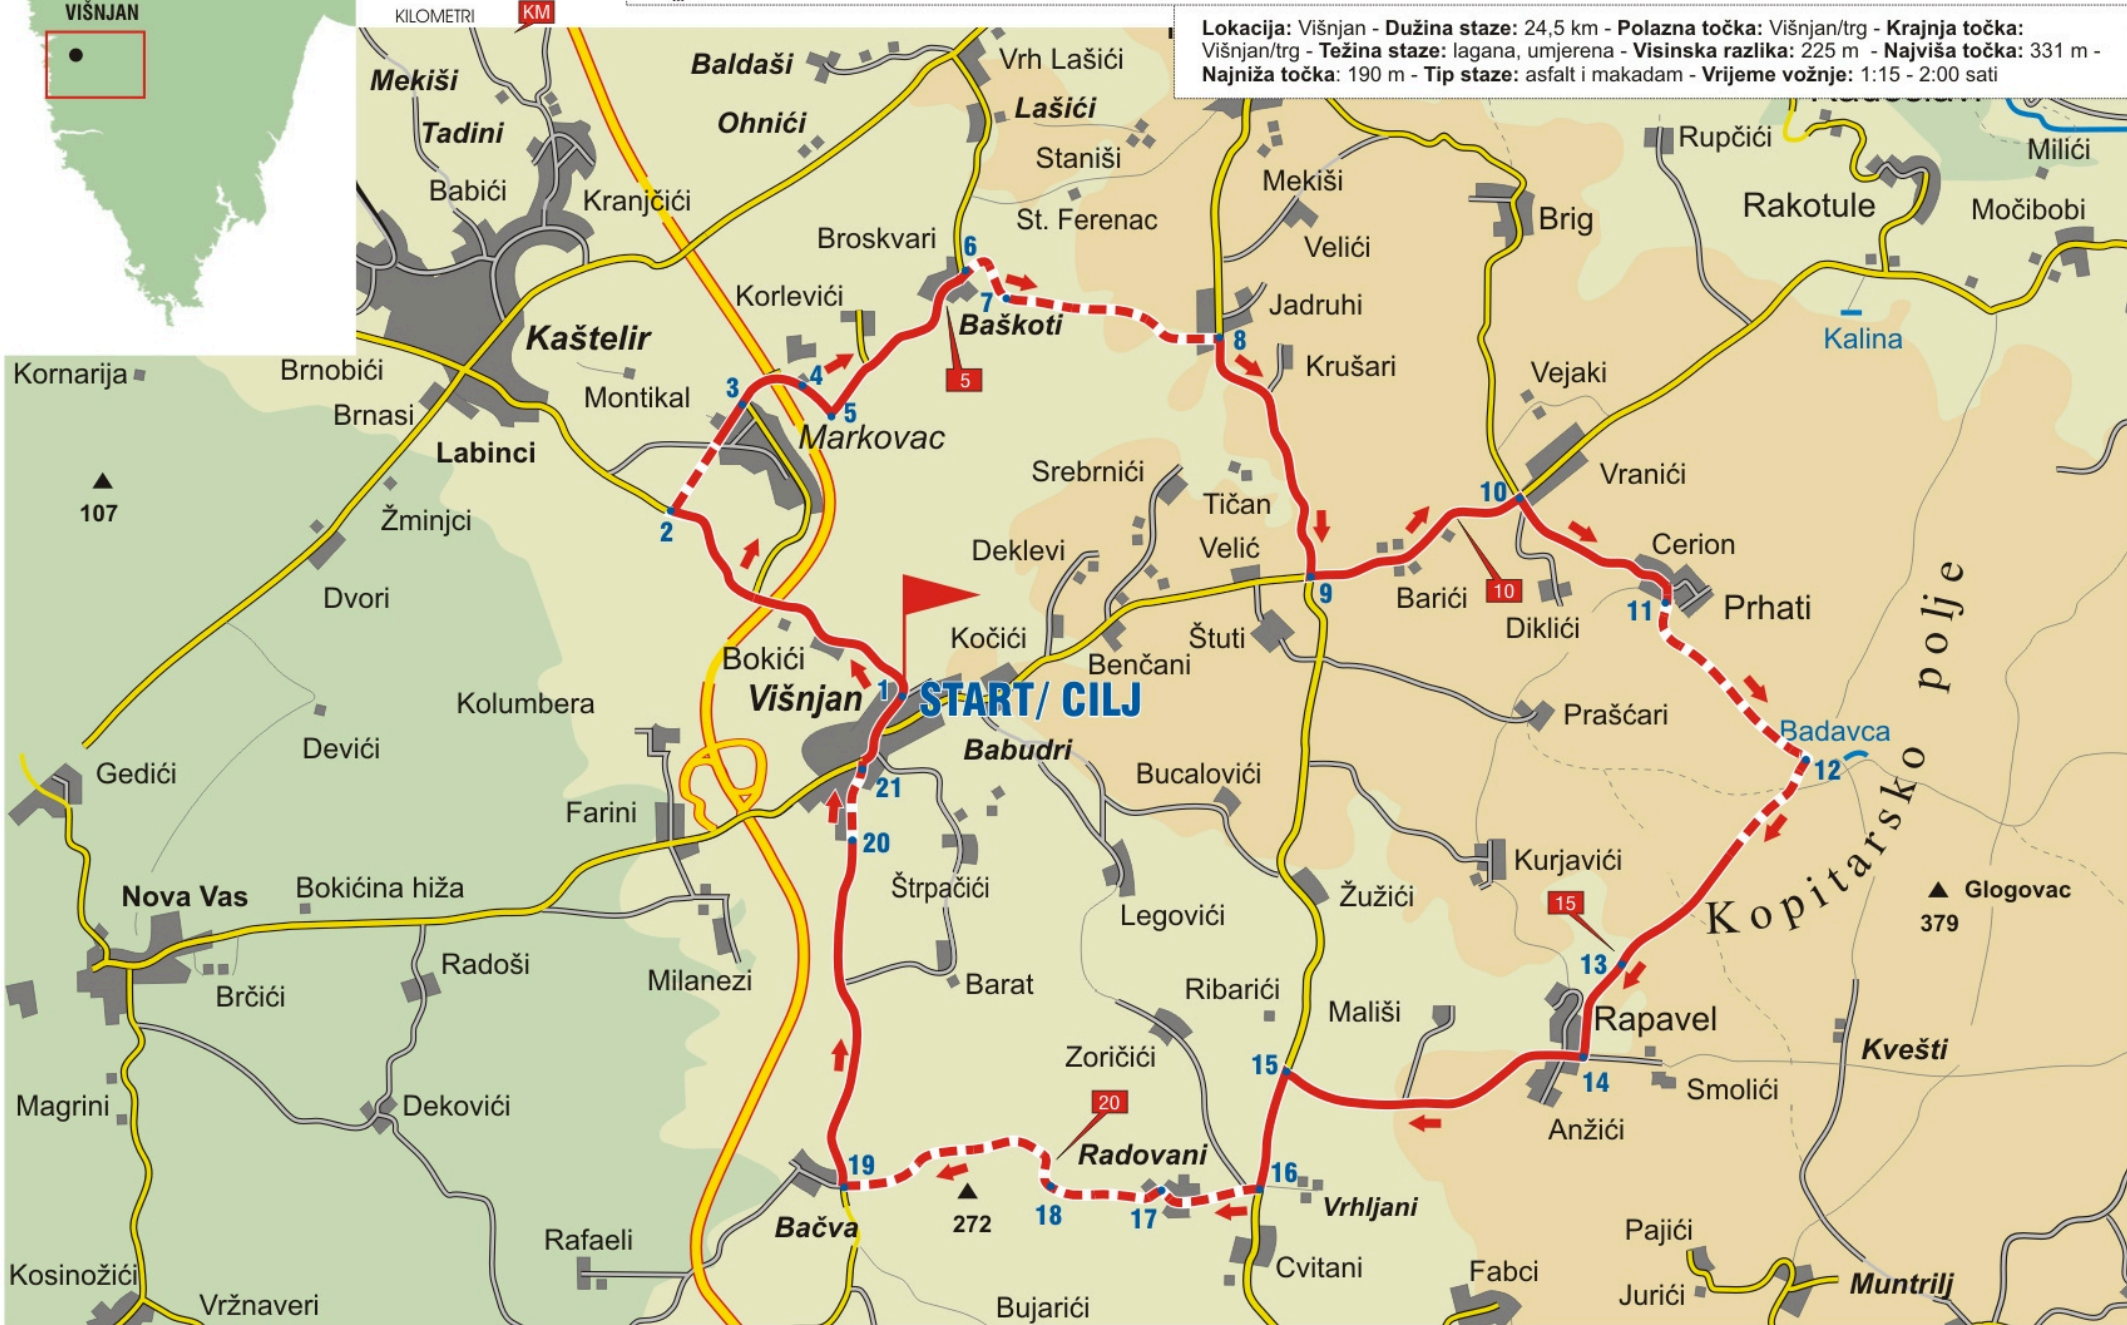 VIŠNJAN
KILOMETRI
KM
Lokacija: Višnjan - Dužina staze: 24,5 km - Polazna točka: Višnjan/trg - Krajnja točka:
Višnjan/trg - Težina staze: lagana, umjerena - Visinska razlika: 225 m - Najviša točka: 331 m -
Najniža točka: 190 m - Tip staze: asfalt i makadam - Vrijeme vožnje: 1:15 - 2:00 sati
Mekiši
Baldaši
Vrh Lašići
Lašići
Ohnići
Tadini
Staniši
Rupčići
Milići
Babići
Kranjčići
Mekiši
Rakotule
Močibobi
St. Ferenac
Brig
Broskvari
6
Velići
Korlevići
7
Jadruhi
Baškoti
Kaštelir
8
Kalina
Kornarija
Brnobići
Krušari
Vejaki
5
3
4
Montikal
Brnasi
5
Markovac
Labinci
Srebrnići
Vranići
107
Žminjci
2
Tičan
10
Deklevi
Velić
Cerion
Dvori
9
Barići
10
11
Prhati
Kočići
Štuti
Diklići
Bokići
Benčani
Kolumbera
Višnjan
1
START/ CILJ
Prašćari
Badavca
Devići
Babudri
Gedići
Bucalovići
12
21
Farini
20
Kopitarsko polje
Kurjavići
Nova Vas
Bokićina hiža
Štrpačići
Žužići
Glogovac
379
15
Legovići
Radoši
13
Brčići
Milanezi
Barat
Ribarići
Mališi
Rapavel
Kvešti
Zoričići
15
14
Smolići
Magrini
Dekovići
20
Anžići
Radovani
19
16
Vrhljani
272
18
17
Bačva
Rafaeli
Pajići
Kosinožići
Cvitani
Fabci
Muntrilj
Jurići
Vržnaveri
Bujarići